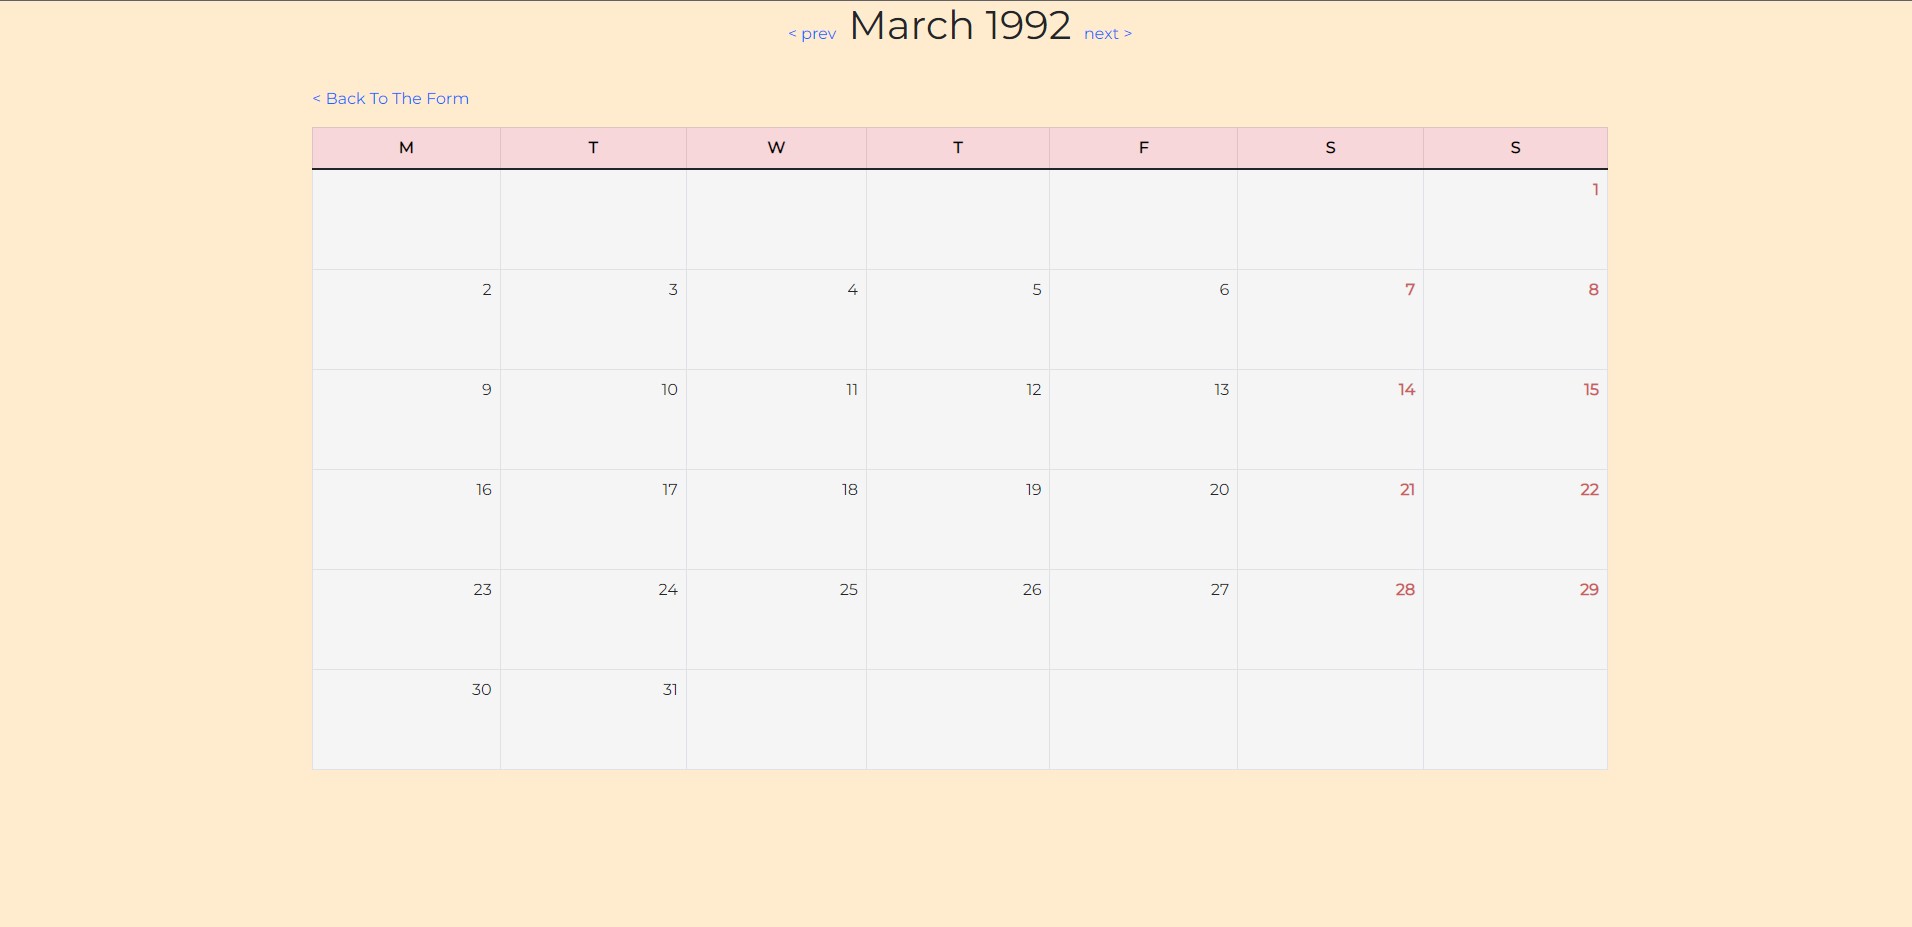 < prev March 1992 next >
< Back To The Form
M T W T F S S
1
2 3 4 5 6 7 8
9 10 11 12 13 14 15
16 17 18 19 20 21 22
23 24 25 26 27 28 29
30 31